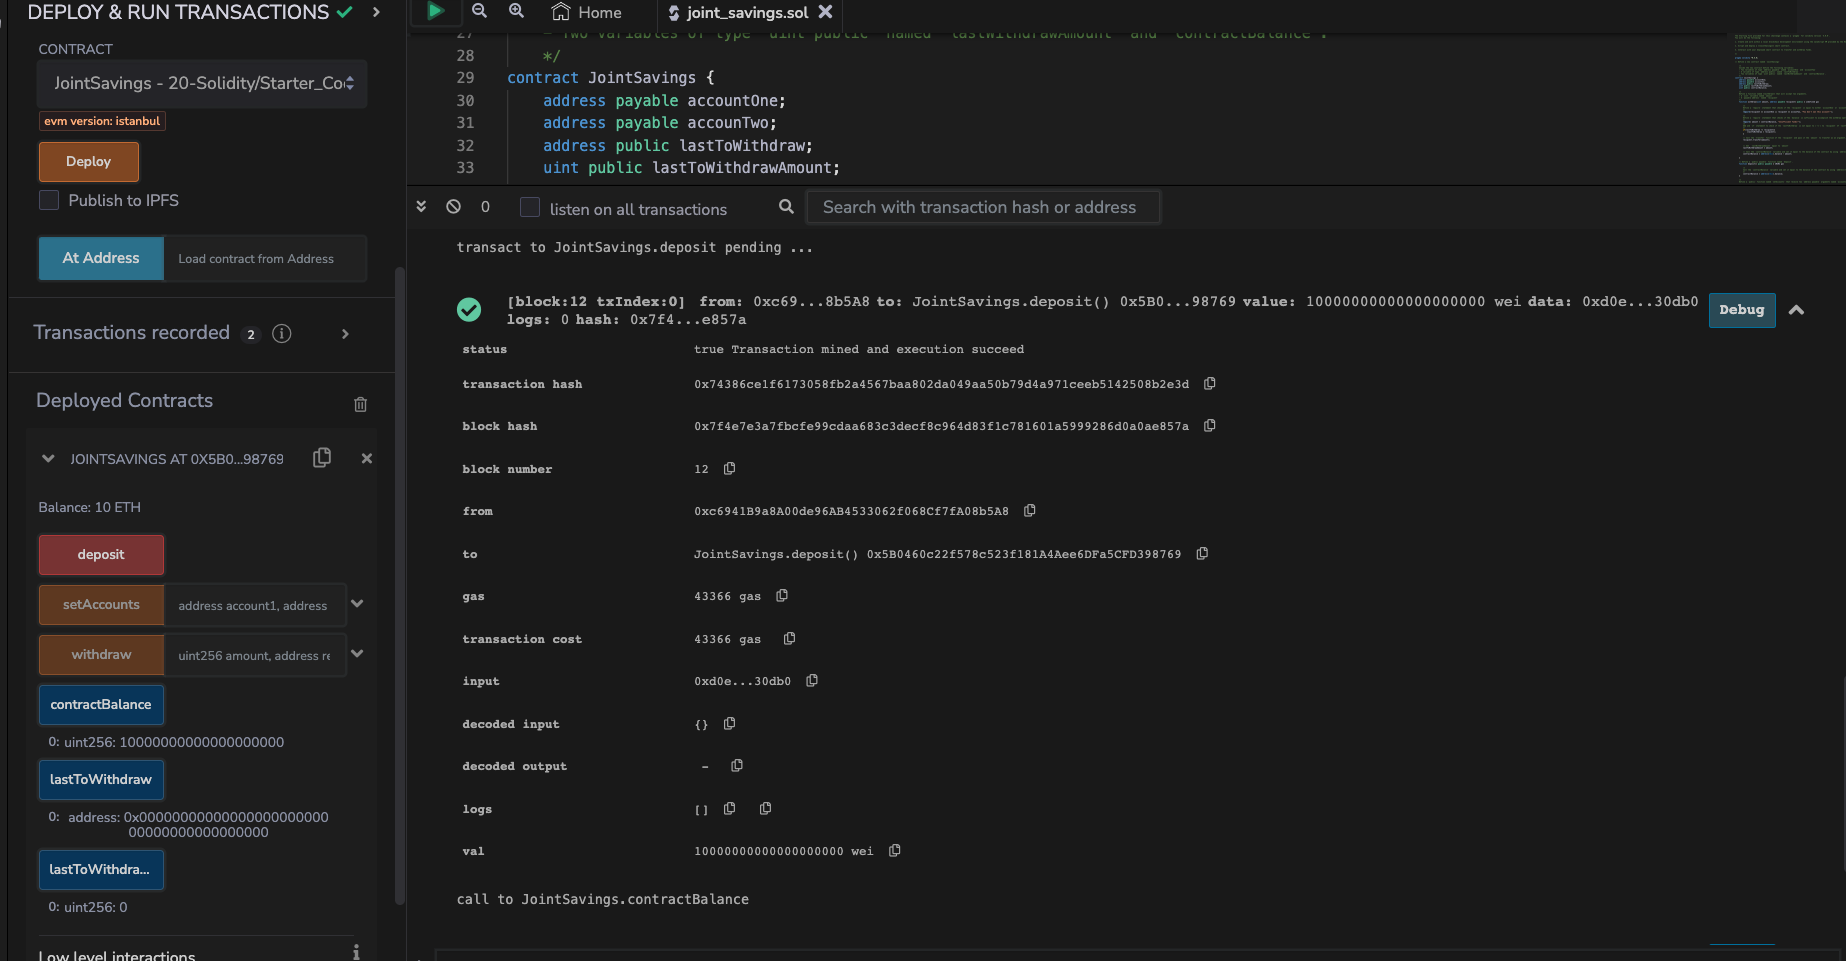 DEPLOY & RUN TRANSACTIONS
CONTRACT
JointSavings - 20-Solidity/Starter_Co
evm version: istanbul
Deploy
Publish to IPFS
At Address
Load contract from Address
Transactions recorded 2 i
Deployed Contracts
JOINTSAVINGS AT 0X5B0...98769
Balance: 10 ETH
deposit
setAccounts
address account1, address
withdraw
uint256 amount, address re
contractBalance
0: uint256: 10000000000000000000
lastToWithdraw
0: address: 0x0000000000000000000000000000000000000000
lastToWithdra...
0: uint256: 0
Low level interactions
i
Home
joint_savings.sol
27 - Two variables of type `uint public` named `lastWithdrawAmount` and `contractBalance`.
28 */
29 contract JointSavings {
30 address payable accountOne;
31 address payable accounTwo;
32 address public lastToWithdraw;
33 uint public lastToWithdrawAmount;
0
listen on all transactions
Search with transaction hash or address
transact to JointSavings.deposit pending ...
[block:12 txIndex:0] from: 0xc69...8b5A8 to: JointSavings.deposit() 0x5B0...98769 value: 10000000000000000000 wei data: 0xd0e...30db0
logs: 0 hash: 0x7f4...e857a
Debug
status true Transaction mined and execution succeed
transaction hash 0x74386ce1f6173058fb2a4567baa802da049aa50b79d4a971ceeb5142508b2e3d
block hash 0x7f4e7e3a7fbcfe99cdaa683c3decf8c964d83f1c781601a5999286d0a0ae857a
block number 12
from 0xc6941B9a8A00de96AB4533062f068Cf7fA08b5A8
to JointSavings.deposit() 0x5B0460c22f578c523f181A4Aee6DFa5CFD398769
gas 43366 gas
transaction cost 43366 gas
input 0xd0e...30db0
decoded input {}
decoded output -
logs []
val 10000000000000000000 wei
call to JointSavings.contractBalance